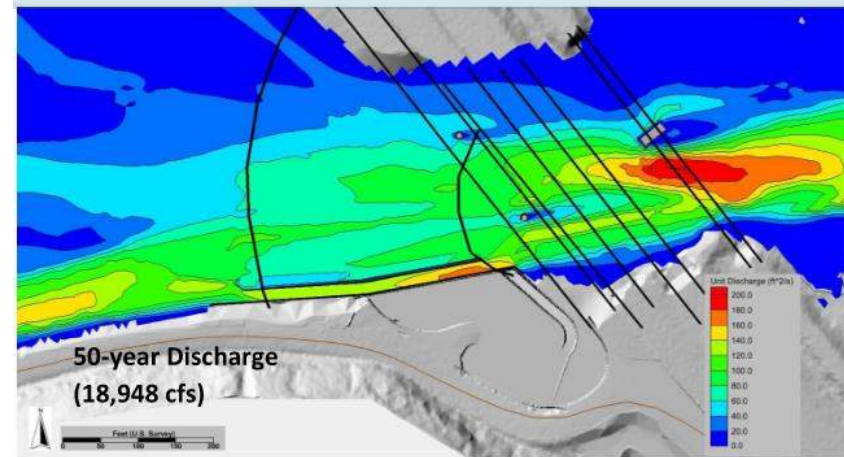 50-year Discharge
(18,948 cfs)
N
Feet (U.S. Survey)
0 50 100 150 200
Unit Discharge (ft^2/s)
200.0
180.0
160.0
140.0
120.0
100.0
80.0
60.0
40.0
20.0
0.0